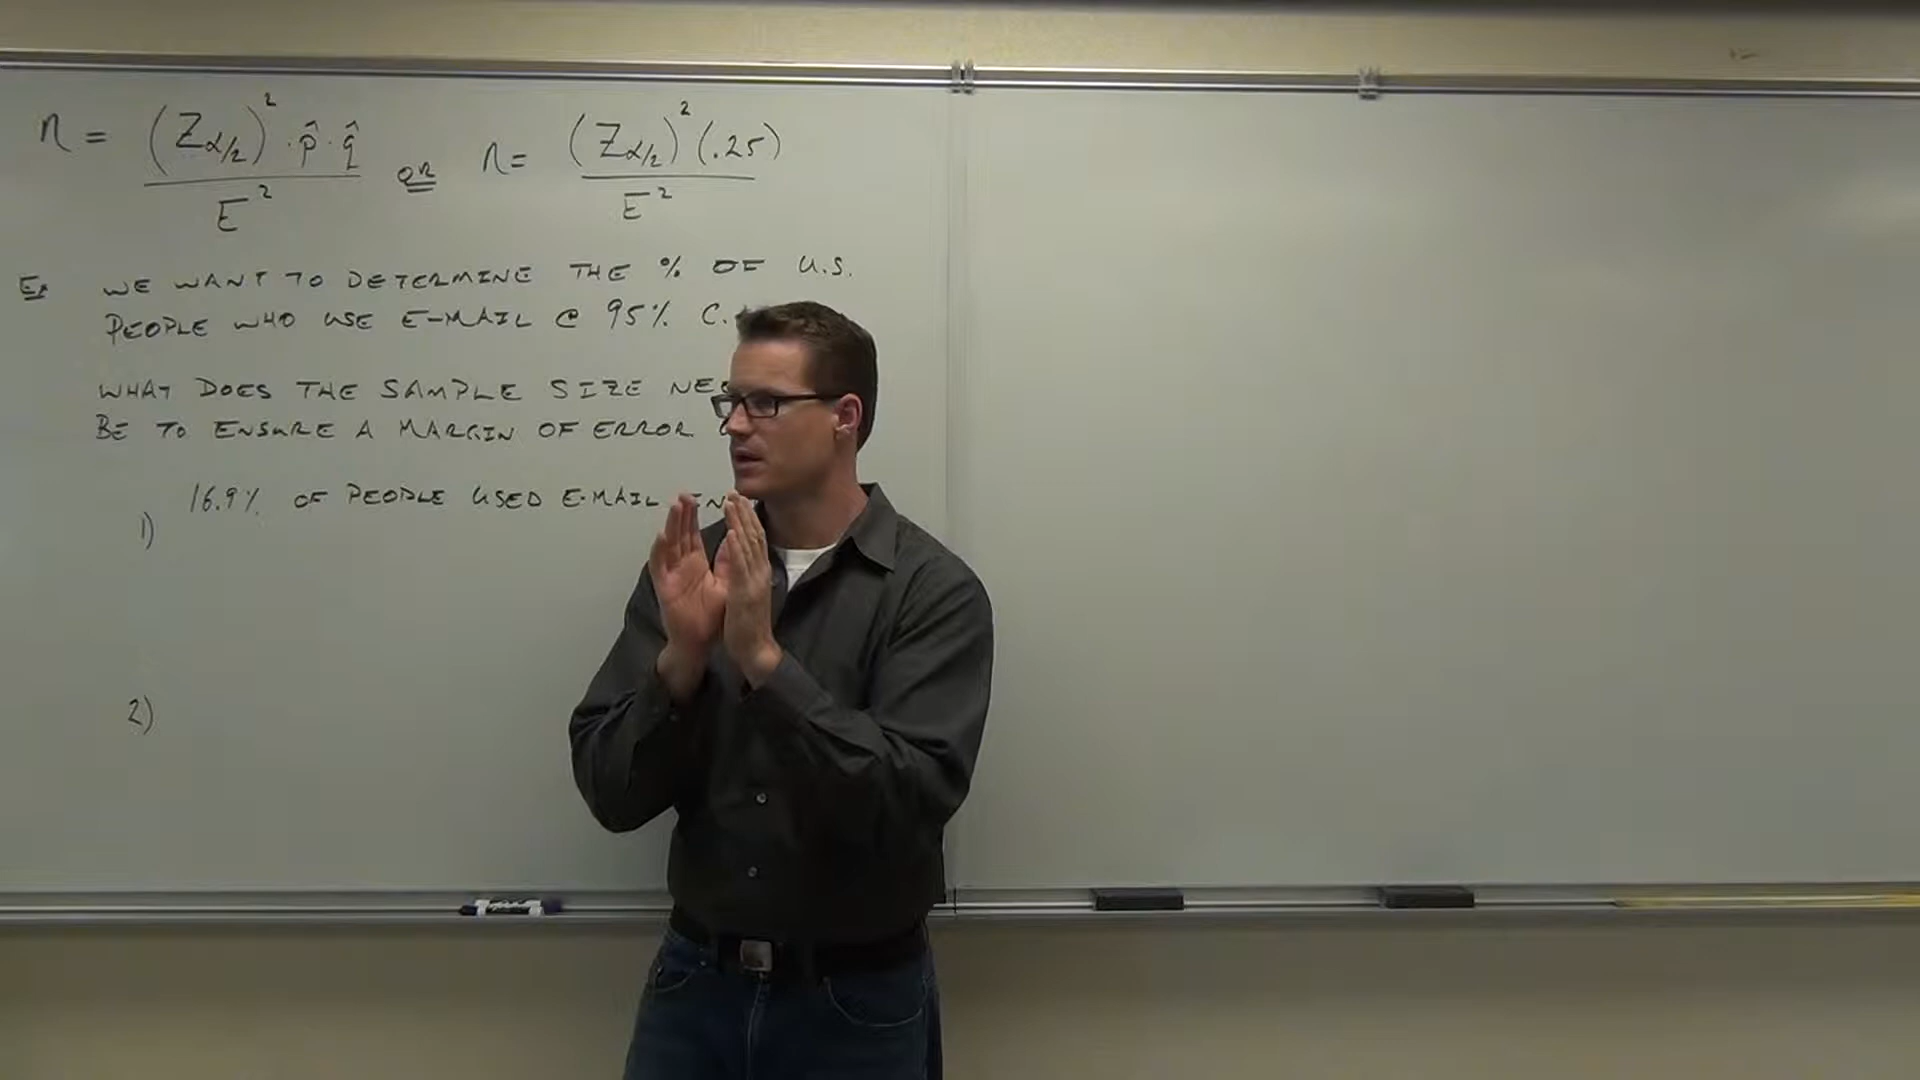 n = (Zα/2)² · p̂ · q̂ / E² OR n = (Zα/2)² (.25) / E²
Ex WE WANT TO DETERMINE THE % OF U.S.
PEOPLE WHO USE E-MAIL @ 95% C.
WHAT DOES THE SAMPLE SIZE
BE TO ENSURE A MARGIN OF ERROR
16.9% OF PEOPLE USED E-MAIL IN
1)
2)